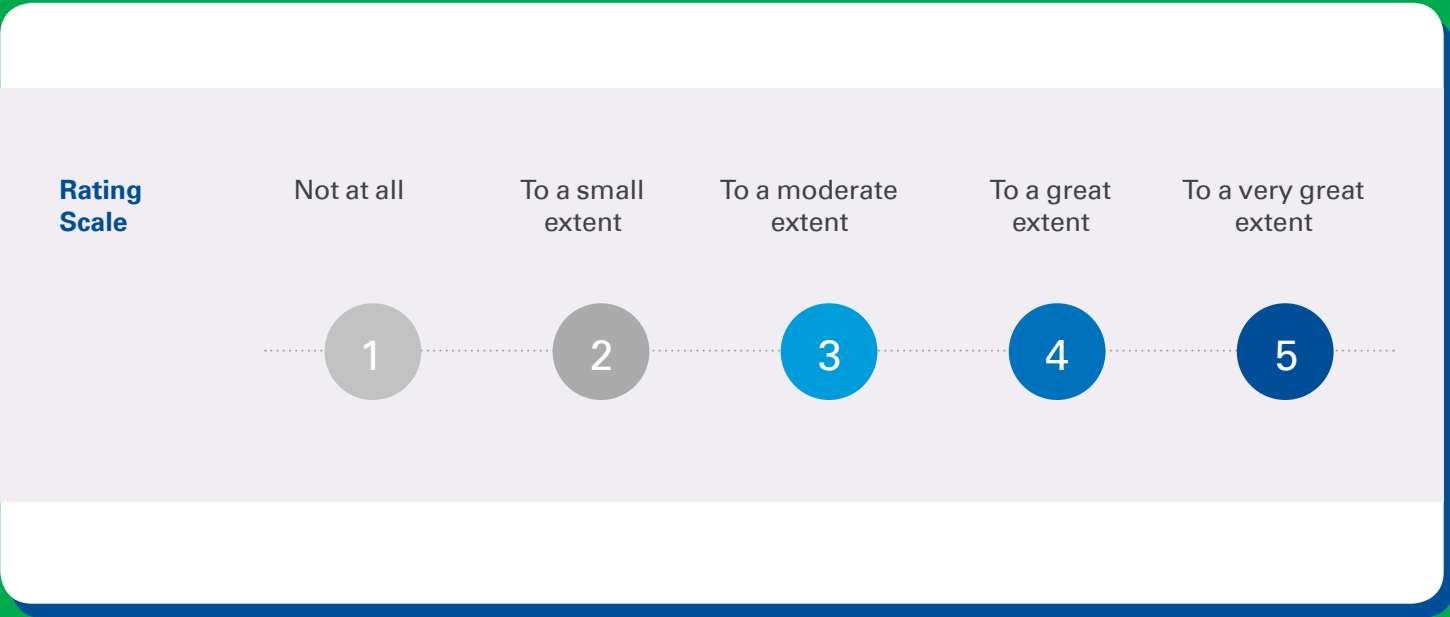 Rating
Scale
Not at all
To a small
extent
To a moderate
extent
To a great
extent
To a very great
extent
1
2
3
4
5